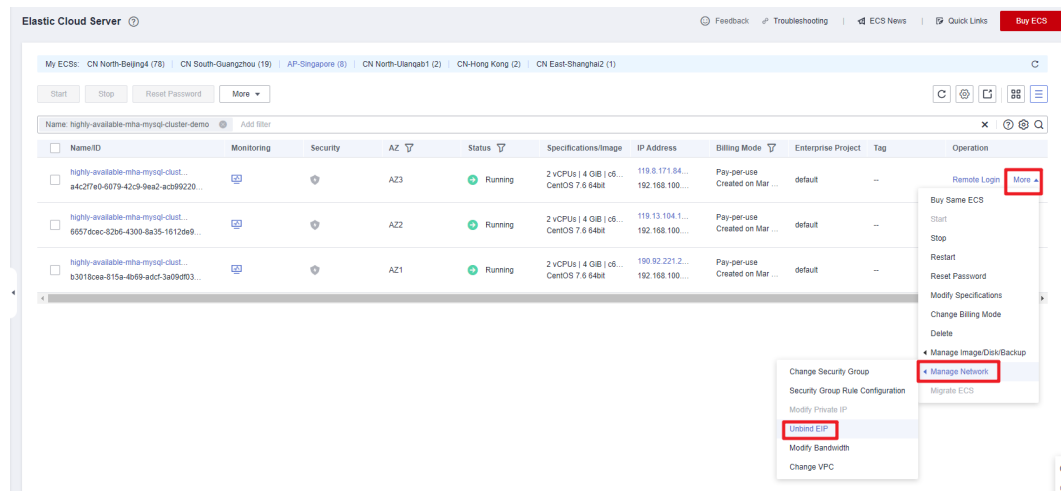 Elastic Cloud Server
Feedback Troubleshooting | ECS News | Quick Links Buy ECS
My ECSs: CN North-Beijing4 (78) | CN South-Guangzhou (19) | AP-Singapore (8) | CN North-Ulanqab1 (2) | CN-Hong Kong (2) | CN East-Shanghai2 (1)
Start Stop Reset Password More
Name: highly-available-mha-mysql-cluster-demo Add filter
Name/ID Monitoring Security AZ Status Specifications/Image IP Address Billing Mode Enterprise Project Tag Operation
highly-available-mha-mysql-clust...
a4c2f7e0-6079-42c9-9ea2-acb99220...
AZ3 Running
2 vCPUs | 4 GiB | c6...
CentOS 7.6 64bit
119.8.171.84...
192.168.100....
Pay-per-use
Created on Mar ...
default -- Remote Login More
highly-available-mha-mysql-clust...
6657dcec-82b6-4300-8a35-1612de9...
AZ2 Running
2 vCPUs | 4 GiB | c6...
CentOS 7.6 64bit
119.13.104.1...
192.168.100....
Pay-per-use
Created on Mar ...
default --
highly-available-mha-mysql-clust...
b3018cea-815a-4b69-adcf-3a09df03...
AZ1 Running
2 vCPUs | 4 GiB | c6...
CentOS 7.6 64bit
190.92.221.2...
192.168.100....
Pay-per-use
Created on Mar ...
default --
Buy Same ECS
Start
Stop
Restart
Reset Password
Modify Specifications
Change Billing Mode
Delete
Manage Image/Disk/Backup
Manage Network
Migrate ECS
Change Security Group
Security Group Rule Configuration
Modify Private IP
Unbind EIP
Modify Bandwidth
Change VPC